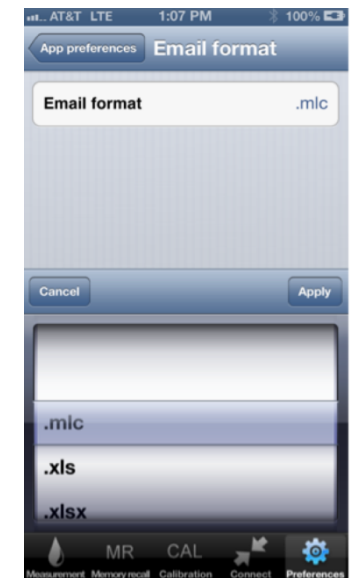 AT&T LTE 1:07 PM 100%
App preferences Email format
Email format .mlc
Cancel Apply
.mlc
.xls
.xlsx
MR CAL
Measurement Memory recall Calibration Connect Preferences